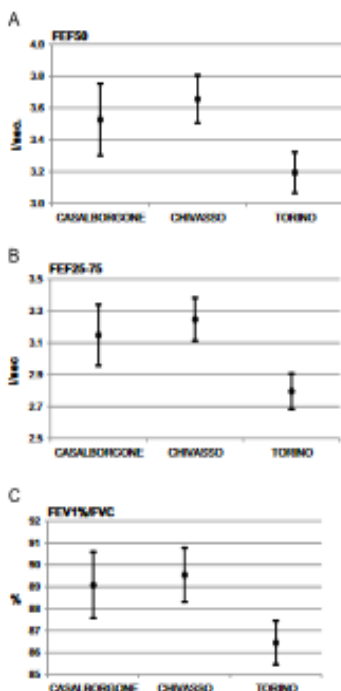 A
FEF50
4.0
3.8
3.6
3.4
3.2
3.0
l/sec.
CASALBORGONE CHIVASSO TORINO
B
FEF25-75
3.5
3.3
3.1
2.9
2.7
2.5
l/sec
CASALBORGONE CHIVASSO TORINO
C
FEV1%/FVC
92
91
90
89
88
87
86
85
%
CASALBORGONE CHIVASSO TORINO